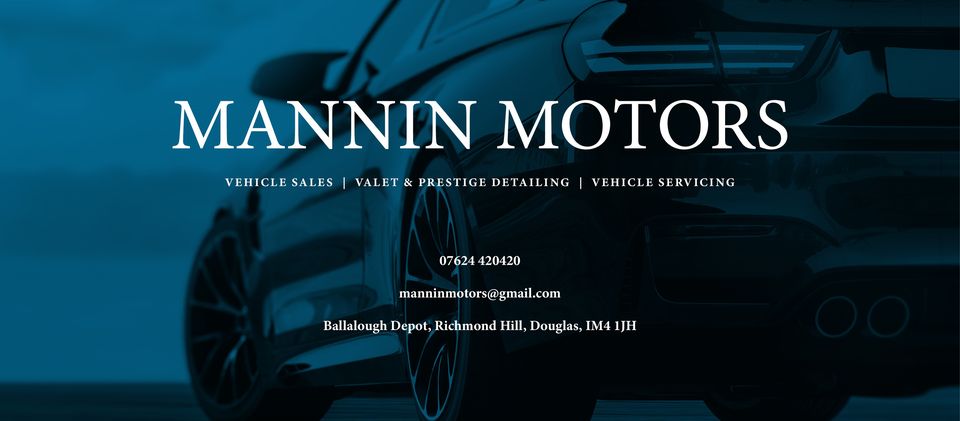 MANNIN MOTORS
VEHICLE SALES | VALET & PRESTIGE DETAILING | VEHICLE SERVICING
07624 420420
manninmotors@gmail.com
Ballalough Depot, Richmond Hill, Douglas, IM4 1JH